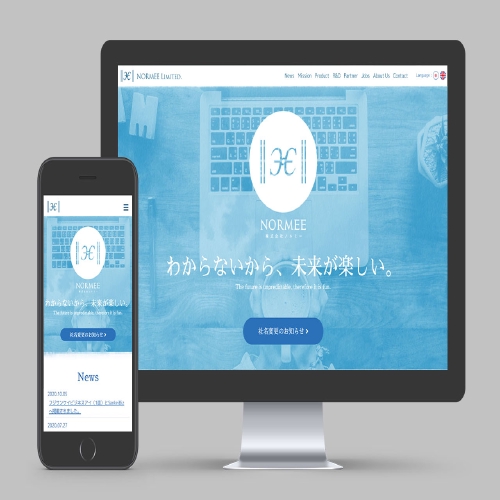 NORMEE LIMITED.
News Mission Product R&D Partner Jobs About Us Contact
Language
NORMEE
株式会社ノーミー
わからないから、未来が楽しい。
The future is unpredictable, therefore it is fun.
社名変更のお知らせ
NORMEE
わからないから、未来が楽しい。
The future is unpredictable, therefore it is fun.
社名変更のお知らせ
News
2020.10.05
2020.07.27